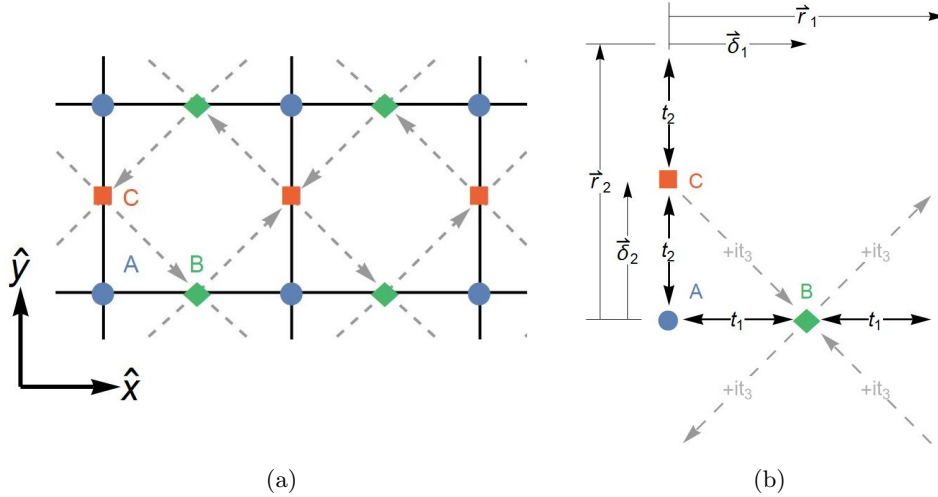 C
A
B
ŷ
x̂
(a)
r⃗₁
δ⃗₁
t₂
r⃗₂
C
δ⃗₂
t₂
+it₃
+it₃
A
B
t₁
t₁
+it₃
+it₃
(b)